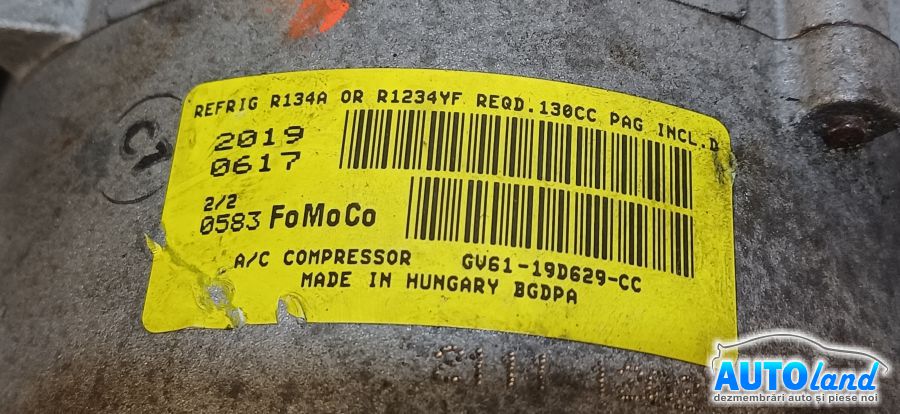 REFRIG R134A OR R1234YF REQD.130CC PAG INCL.D
2019
0617
2/2
0583 FoMoCo
A/C COMPRESSOR GV61-19D629-CC
MADE IN HUNGARY BGDPA
AUTOland
dezmembrări auto și piese noi